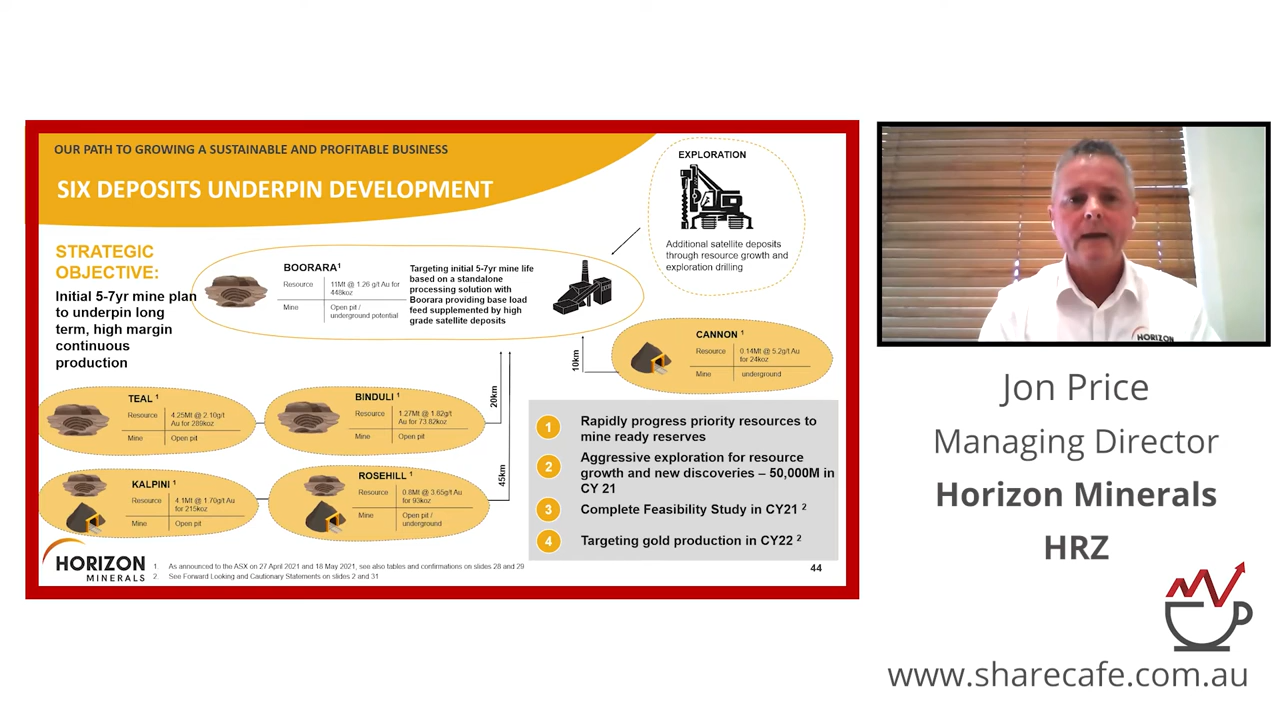 OUR PATH TO GROWING A SUSTAINABLE AND PROFITABLE BUSINESS
SIX DEPOSITS UNDERPIN DEVELOPMENT
EXPLORATION
Additional satellite deposits
through resource growth and
exploration drilling
STRATEGIC
OBJECTIVE:
Initial 5-7yr mine plan
to underpin long
term, high margin
continuous
production
BOORARA¹
Resource
11Mt @ 1.26 g/t Au for
448koz
Mine
Open pit /
underground potential
Targeting initial 5-7yr mine life
based on a standalone
processing solution with
Boorara providing base load
feed supplemented by high
grade satellite deposits
CANNON ¹
Resource
0.14Mt @ 5.2g/t Au
for 24koz
Mine
underground
10km
20km
45km
TEAL ¹
Resource
4.25Mt @ 2.10g/t
Au for 289koz
Mine
Open pit
BINDULI ¹
Resource
1.27Mt @ 1.82g/t
Au for 73.82koz
Mine
Open pit
KALPINI ¹
Resource
4.1Mt @ 1.70g/t Au
for 215koz
Mine
Open pit
ROSEHILL ¹
Resource
0.8Mt @ 3.65g/t Au
for 93koz
Mine
Open pit /
underground
1 Rapidly progress priority resources to
mine ready reserves
2 Aggressive exploration for resource
growth and new discoveries – 50,000M in
CY 21
3 Complete Feasibility Study in CY21 ²
4 Targeting gold production in CY22 ²
HORIZON
MINERALS
1. As announced to the ASX on 27 April 2021 and 18 May 2021, see also tables and confirmations on slides 28 and 29
2. See Forward Looking and Cautionary Statements on slides 2 and 31
44
HORIZON
Jon Price
Managing Director
Horizon Minerals
HRZ
www.sharecafe.com.au